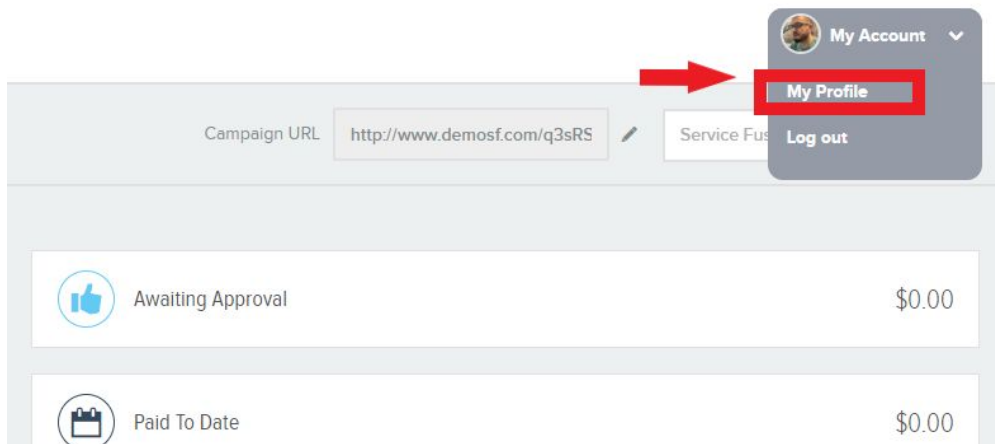 My Account
My Profile
Log out
Campaign URL http://www.demosf.com/q3sRS Service Fus
Awaiting Approval $0.00
Paid To Date $0.00